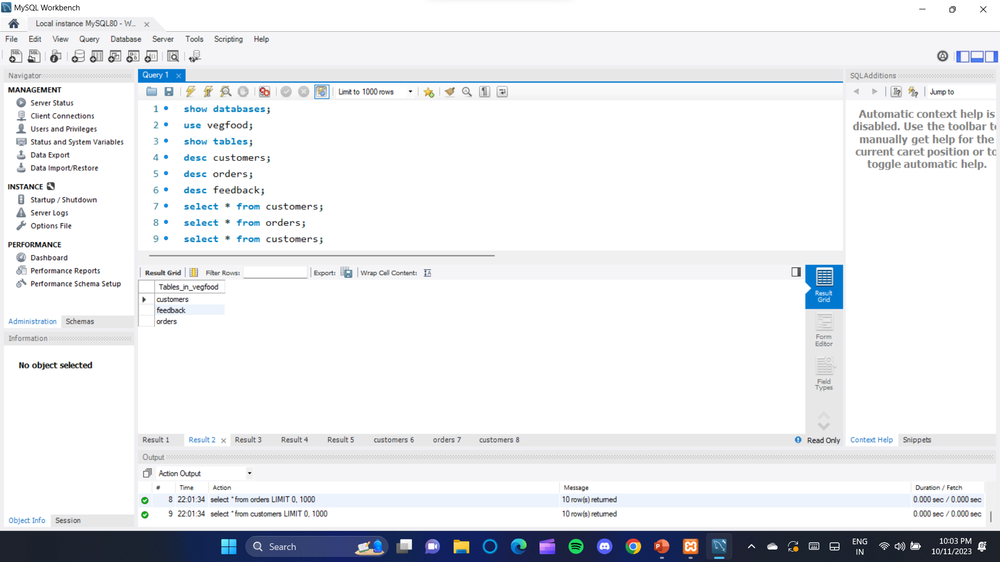 MySQL Workbench
Local instance MySQL80 - W...
File Edit View Query Database Server Tools Scripting Help
Navigator
MANAGEMENT
Server Status
Client Connections
Users and Privileges
Status and System Variables
Data Export
Data Import/Restore
INSTANCE
Startup / Shutdown
Server Logs
Options File
PERFORMANCE
Dashboard
Performance Reports
Performance Schema Setup
Administration Schemas
Information
No object selected
Object Info Session
Query 1
Limit to 1000 rows
1 show databases;
2 use vegfood;
3 show tables;
4 desc customers;
5 desc orders;
6 desc feedback;
7 select * from customers;
8 select * from orders;
9 select * from customers;
Result Grid Filter Rows: Export: Wrap Cell Content:
Tables_in_vegfood
customers
feedback
orders
Result
Grid
Form
Editor
Field
Types
Result 1 Result 2 Result 3 Result 4 Result 5 customers 6 orders 7 customers 8
Read Only
SQLAdditions
Jump to
Automatic context help is
disabled. Use the toolbar to
manually get help for the
current caret position or to
toggle automatic help.
Context Help Snippets
Output
Action Output
# Time Action Message Duration / Fetch
8 22:01:34 select * from orders LIMIT 0, 1000 10 row(s) returned 0.000 sec / 0.000 sec
9 22:01:34 select * from customers LIMIT 0, 1000 10 row(s) returned 0.000 sec / 0.000 sec
Search
ENG
IN
10:03 PM
10/11/2023